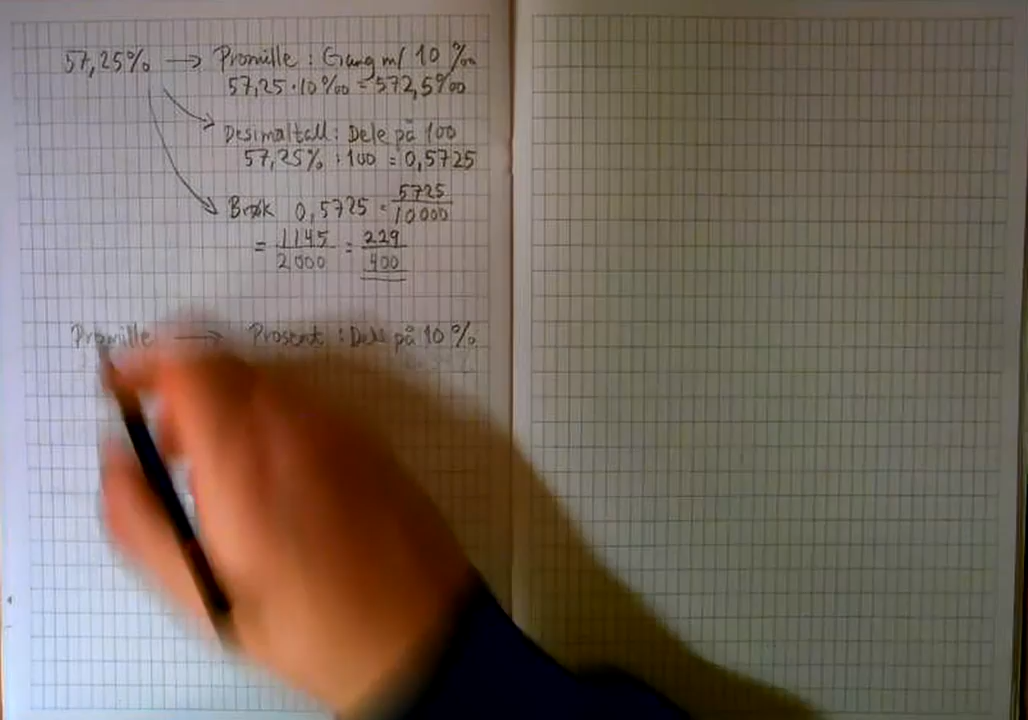 57,25% → Promille : Gang m/ 10 ‰
57,25 · 10 ‰ = 572,5‰
Desimaltall : Dele på 100
57,25% : 100 = 0,5725
Brøk 0,5725 = 5725/10000
= 1145/2000 = 229/400
Promille → Prosent : Dele på 10 %